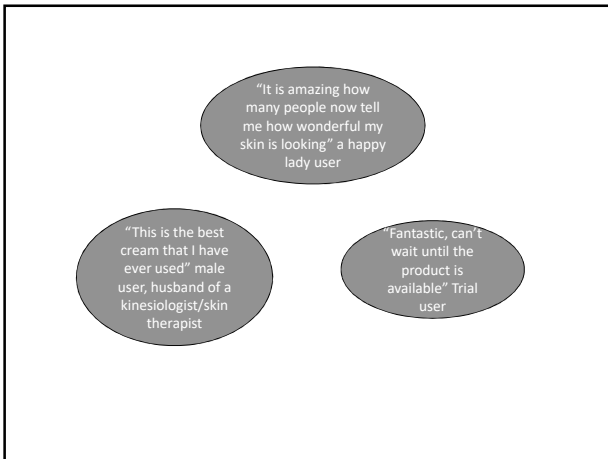 “It is amazing how
many people now tell
me how wonderful my
skin is looking” a happy
lady user
“This is the best
cream that I have
ever used” male
user, husband of a
kinesiologist/skin
therapist
“Fantastic, can’t
wait until the
product is
available” Trial
user